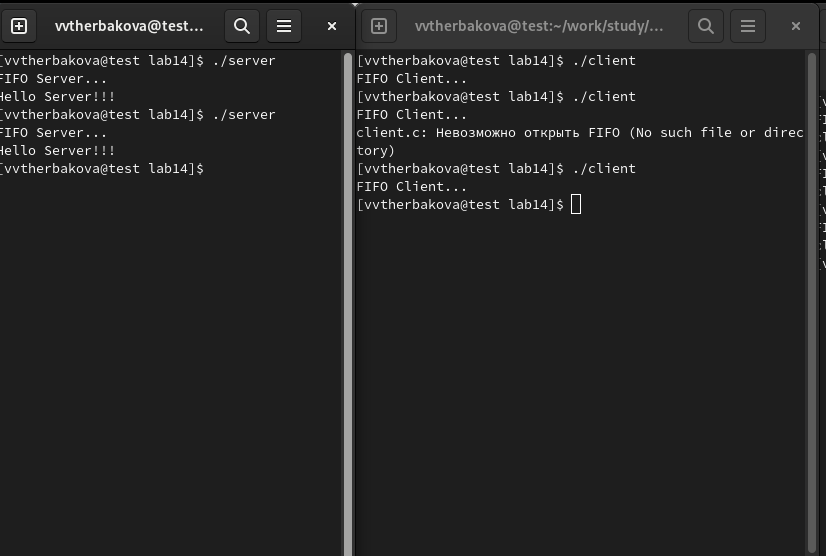 vvtherbakova@test...
[vvtherbakova@test lab14]$ ./server
FIFO Server...
Hello Server!!!
[vvtherbakova@test lab14]$ ./server
FIFO Server...
Hello Server!!!
[vvtherbakova@test lab14]$
vvtherbakova@test:~/work/study/...
[vvtherbakova@test lab14]$ ./client
FIFO Client...
[vvtherbakova@test lab14]$ ./client
FIFO Client...
client.c: Невозможно открыть FIFO (No such file or direc
tory)
[vvtherbakova@test lab14]$ ./client
FIFO Client...
[vvtherbakova@test lab14]$